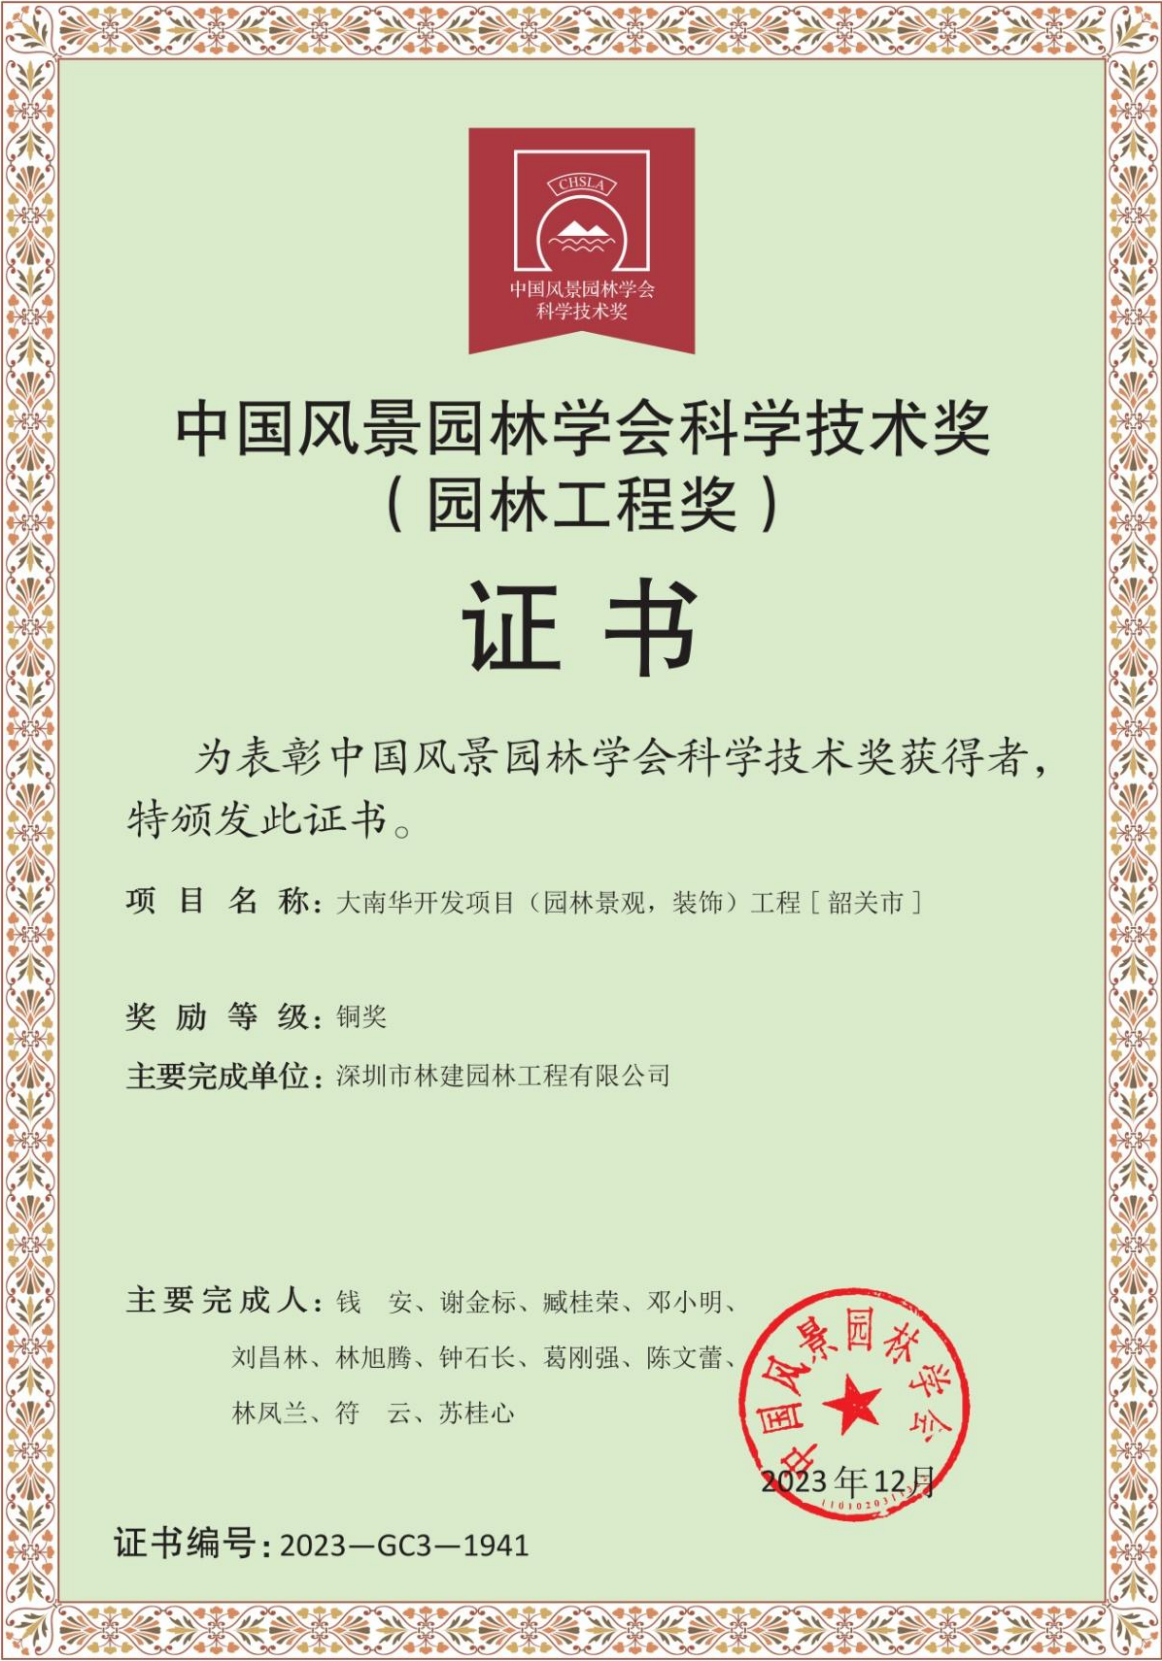 CHSLA
中国风景园林学会
科学技术奖
中国风景园林学会科学技术奖
（园林工程奖）
证书
为表彰中国风景园林学会科学技术奖获得者，
特颁发此证书。
项目名称：大南华开发项目（园林景观，装饰）工程［韶关市］
奖励等级：铜奖
主要完成单位：深圳市林建园林工程有限公司
主要完成人：钱　安、谢金标、臧桂荣、邓小明、
刘昌林、林旭腾、钟石长、葛刚强、陈文蕾、
林凤兰、符　云、苏桂心
中国风景园林学会
2023年12月
证书编号：2023—GC3—1941